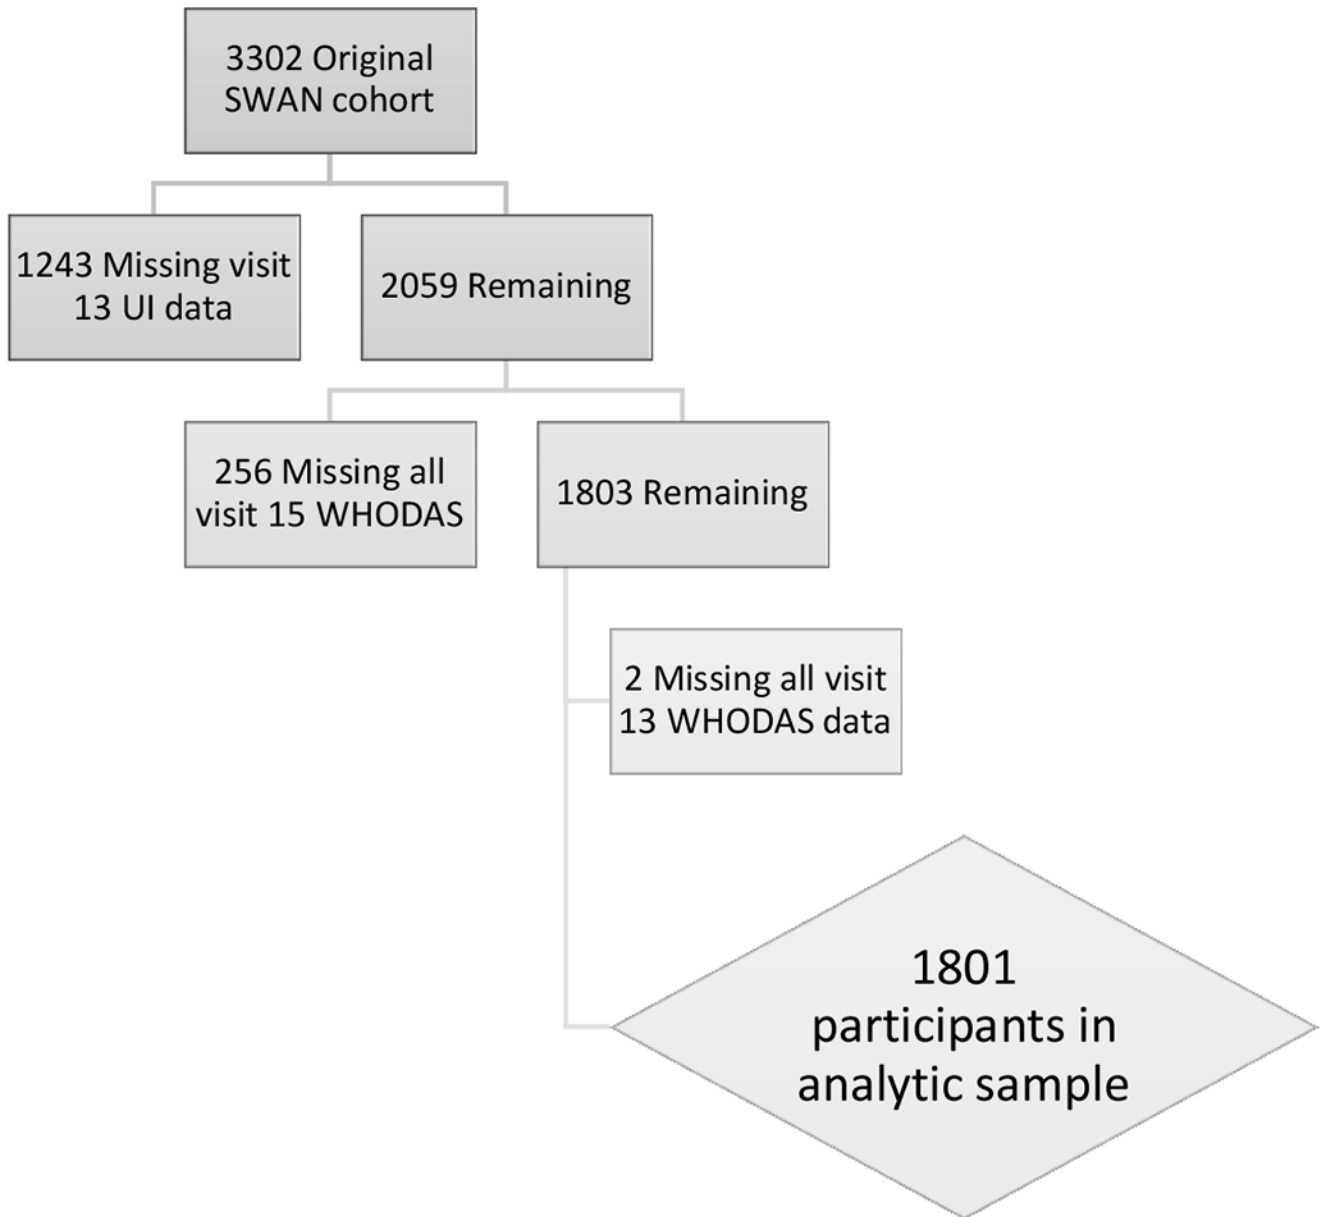 3302 Original
SWAN cohort
1243 Missing visit
13 UI data
2059 Remaining
256 Missing all
visit 15 WHODAS
1803 Remaining
2 Missing all visit
13 WHODAS data
1801
participants in
analytic sample